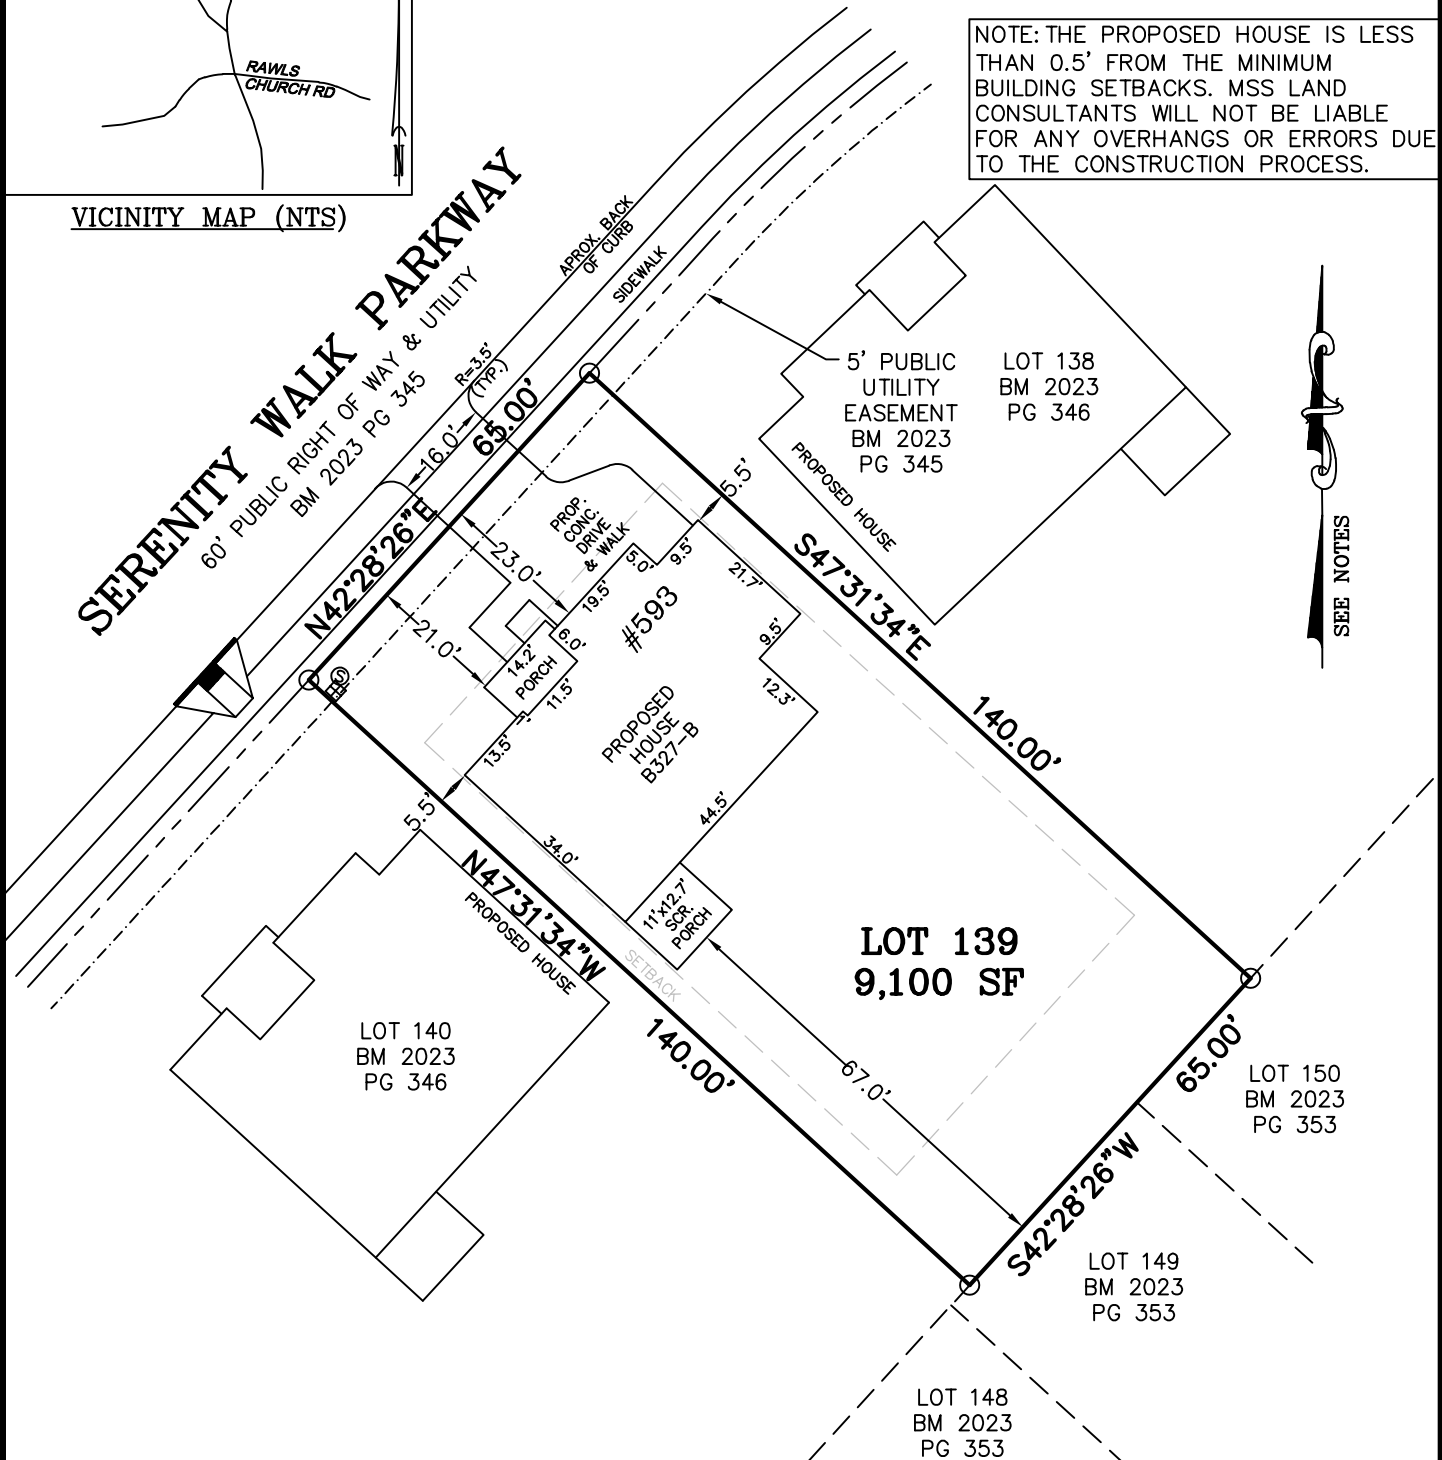 RAWLS
CHURCH RD
N
VICINITY MAP (NTS)
NOTE: THE PROPOSED HOUSE IS LESS
THAN 0.5' FROM THE MINIMUM
BUILDING SETBACKS. MSS LAND
CONSULTANTS WILL NOT BE LIABLE
FOR ANY OVERHANGS OR ERRORS DUE
TO THE CONSTRUCTION PROCESS.
SERENITY WALK PARKWAY
60' PUBLIC RIGHT OF WAY & UTILITY
BM 2023 PG 345
APROX. BACK
OF CURB
SIDEWALK
R=3.5'
(TYP.)
16.0'
65.00'
N42°28'26"E
5' PUBLIC
UTILITY
EASEMENT
BM 2023
PG 345
LOT 138
BM 2023
PG 346
PROPOSED HOUSE
SEE NOTES
5.5'
S47°31'34"E
140.00'
PROP.
CONC.
DRIVE
& WALK
23.0'
21.0'
5.0'
9.5'
21.7'
19.5'
#593
9.5'
12.3'
6.0'
14.2'
PORCH
11.5'
13.5'
PROPOSED
HOUSE
B327-B
44.5'
34.0'
5.5'
11'x12.7'
SCR.
PORCH
SETBACK
N47°31'34"W
140.00'
PROPOSED HOUSE
LOT 139
9,100 SF
67.0'
LOT 140
BM 2023
PG 346
65.00'
S42°28'26"W
LOT 150
BM 2023
PG 353
LOT 149
BM 2023
PG 353
LOT 148
BM 2023
PG 353
S